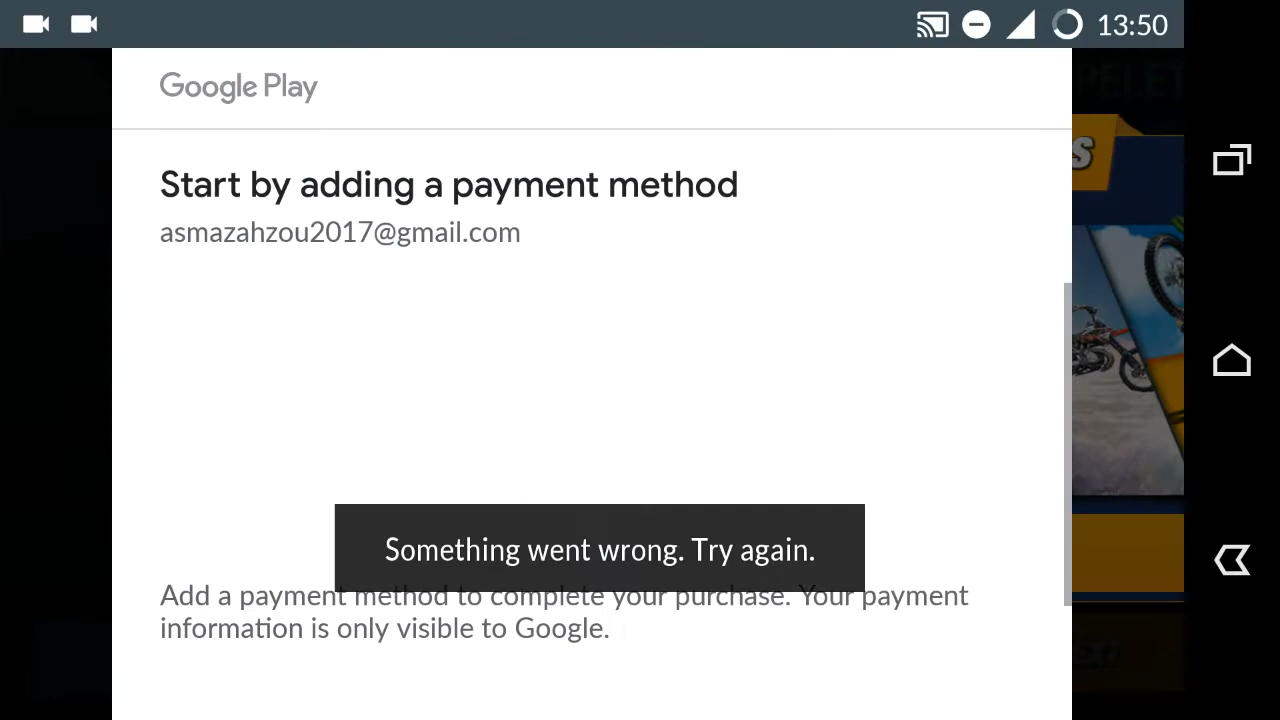 13:50
Google Play
Start by adding a payment method
asmazahzou2017@gmail.com
Something went wrong. Try again.
Add a payment method to complete your purchase. Your payment
information is only visible to Google.